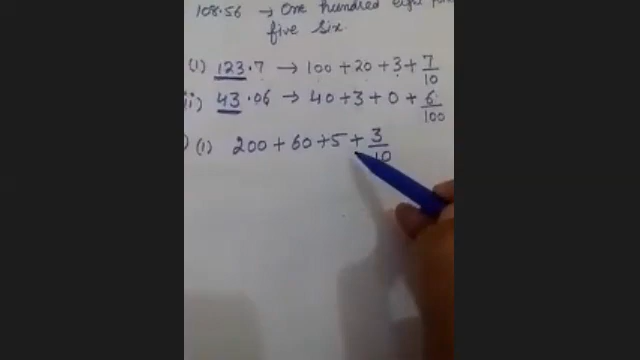 108.56 → One hundred eight
five six.
(i) 123.7 → 100 + 20 + 3 + 7/10
ii) 43.06 → 40 + 3 + 0 + 6/100
) (i) 200 + 60 + 5 + 3/10